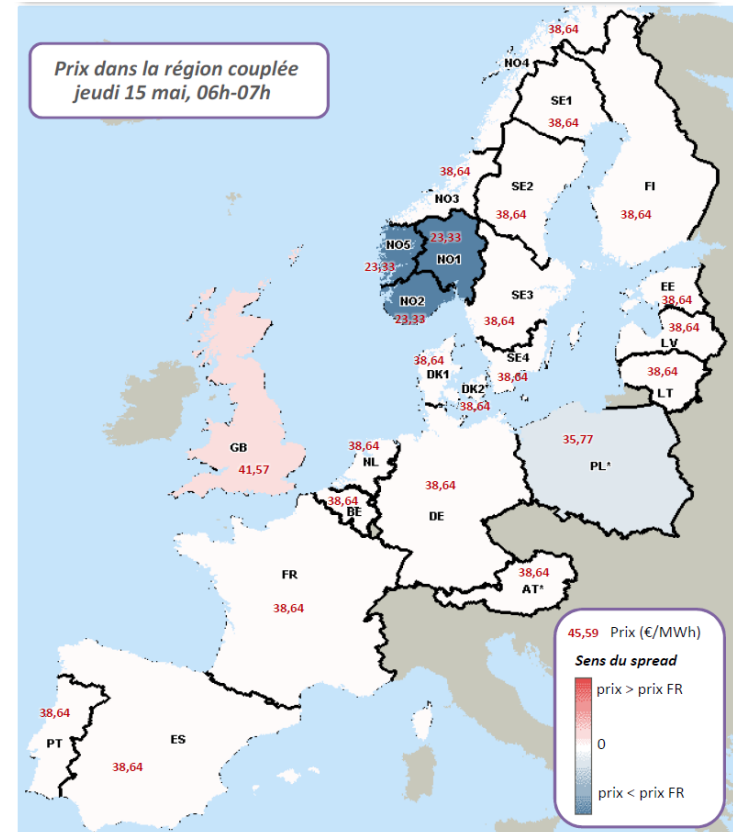 Prix dans la région couplée
jeudi 15 mai, 06h-07h
38,64
NO4
SE1
38,64
38,64
NO3
SE2
38,64
FI
38,64
NO5
23,33
23,33
NO1
NO2
23,33
SE3
38,64
EE
38,64
38,64
LV
38,64
LT
38,64
DK1
SE4
38,64
DK2*
38,64
GB
41,57
38,64
NL
38,64
BE
38,64
DE
35,77
PL*
FR
38,64
38,64
AT*
38,64
PT
ES
38,64
45,59 Prix (€/MWh)
Sens du spread
prix > prix FR
0
prix < prix FR